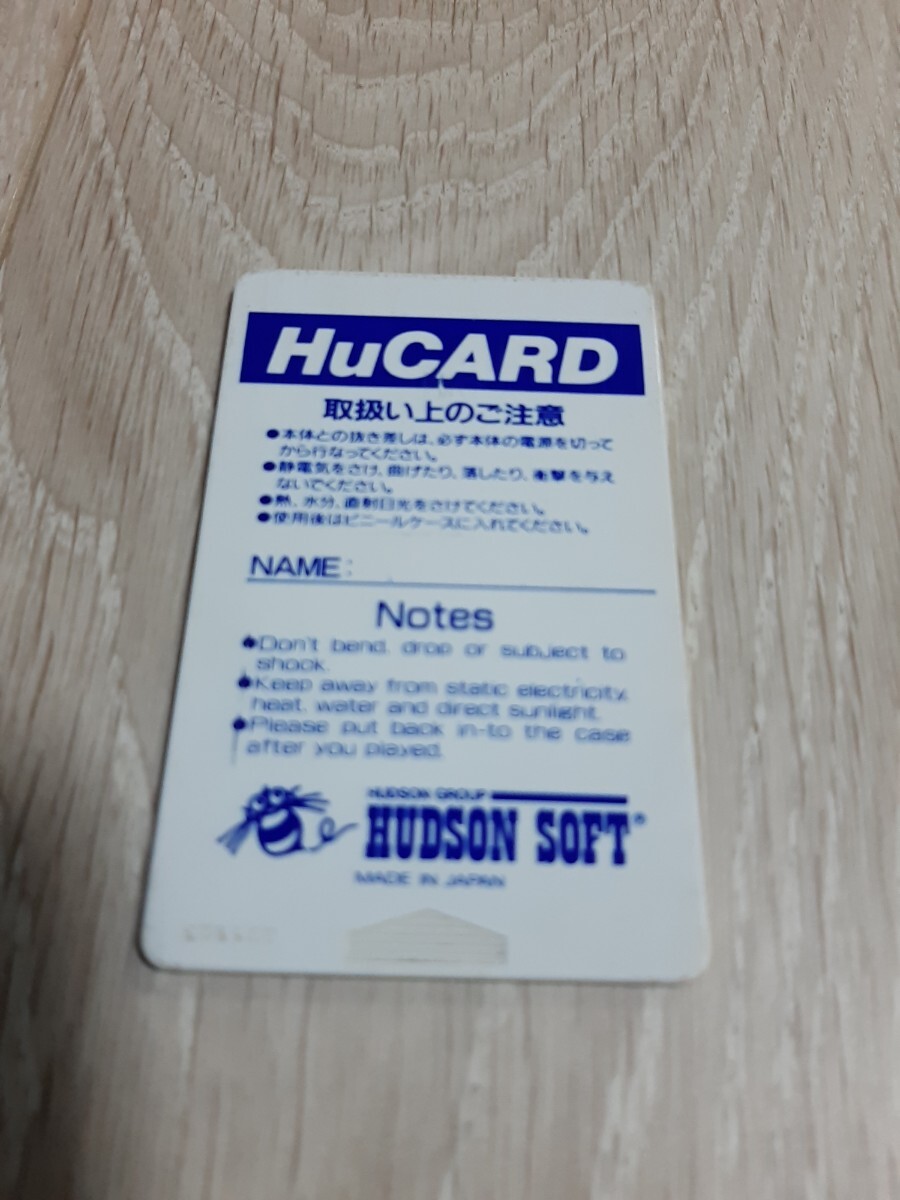 HuCARD
取扱い上のご注意
●本体との抜き差しは、必ず本体の電源を切って
から行なってください。
●静電気をさけ、曲げたり、落したり、衝撃を与え
ないでください。
●熱、水分、直射日光をさけてください。
●使用後はビニールケースに入れてください。
NAME:
Notes
●Don't bend, drop or subject to
shock.
●Keep away from static electricity,
heat, water and direct sunlight.
●Please put back in-to the case
after you played.
HUDSON GROUP
HUDSON SOFT®
MADE IN JAPAN